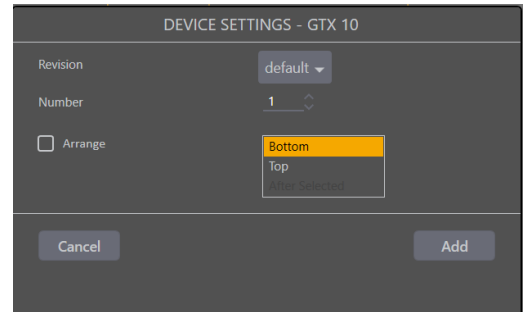 DEVICE SETTINGS - GTX 10
Revision
default
Number
1
Arrange
Bottom
Top
After Selected
Cancel
Add